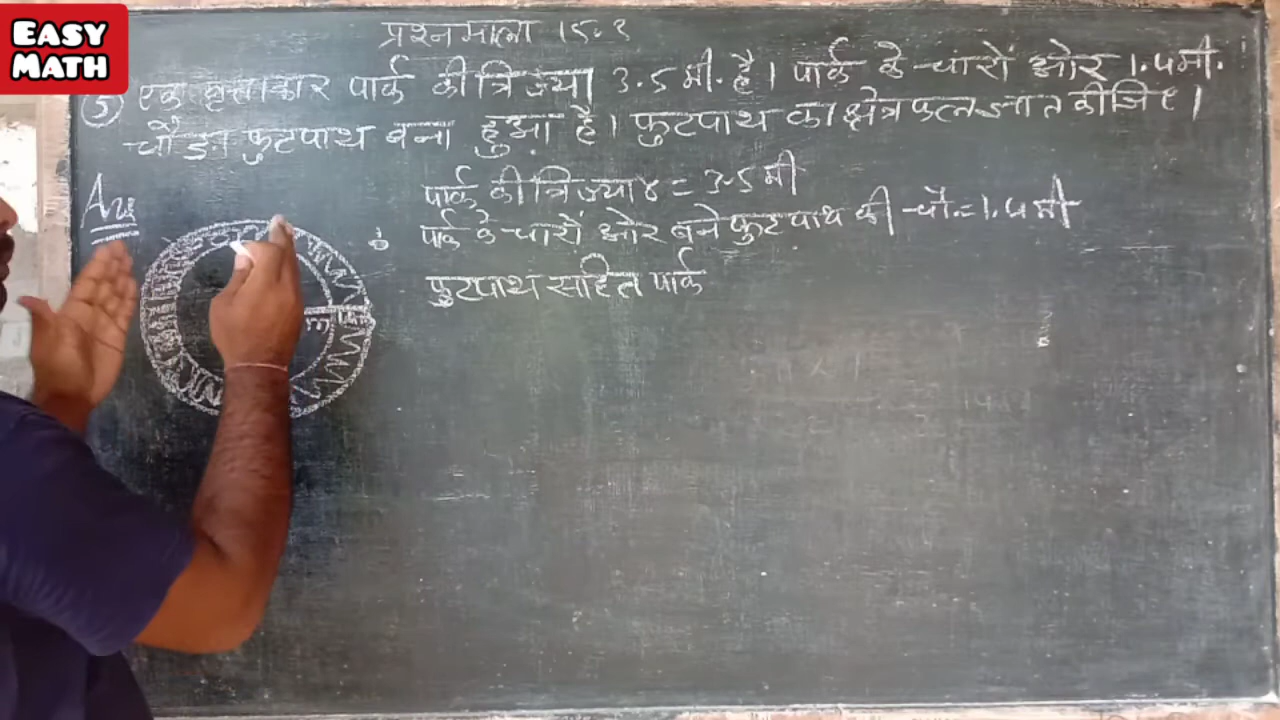 EASY
MATH
प्रश्नमाला 15.2
5) एक वृत्ताकार पार्क की त्रिज्या 3.5 मी. है। पार्क के चारों ओर 1.4मी.
चौड़ा फुटपाथ बना हुआ है। फुटपाथ का क्षेत्रफल ज्ञात कीजिए।
Ans
पार्क की त्रिज्या r = 3.5 मी
पार्क के चारों ओर बने फुटपाथ की चौ.=1.4 मी
फुटपाथ सहित पार्क